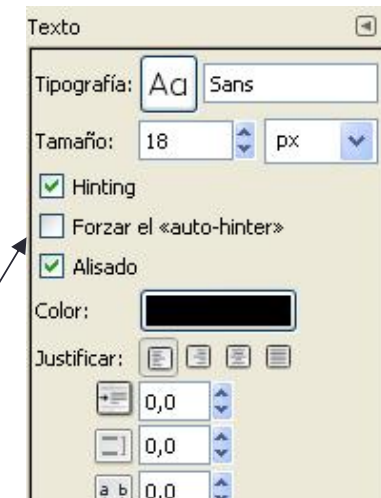 Texto
Tipografía: Aa Sans
Tamaño: 18 px
Hinting
Forzar el «auto-hinter»
Alisado
Color:
Justificar:
0,0
0,0
a b 0,0